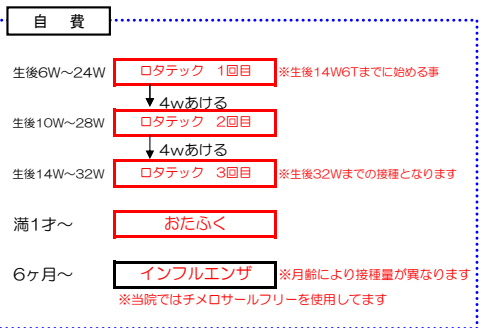 自　費
生後6W～24W　ロタテック　1回目　※生後14W6Tまでに始める事
4wあける
生後10W～28W　ロタテック　2回目
4wあける
生後14W～32W　ロタテック　3回目　※生後32Wまでの接種となります
満1才～　おたふく
6ヶ月～　インフルエンザ　※月齢により接種量が異なります
※当院ではチメロサールフリーを使用してます